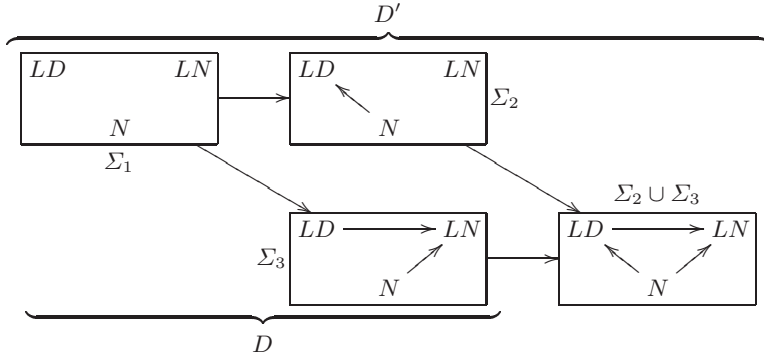 D′
LD LN LD LN
Σ₂
N N
Σ₁
Σ₂ ∪ Σ₃
LD LN LD LN
Σ₃
N N
D